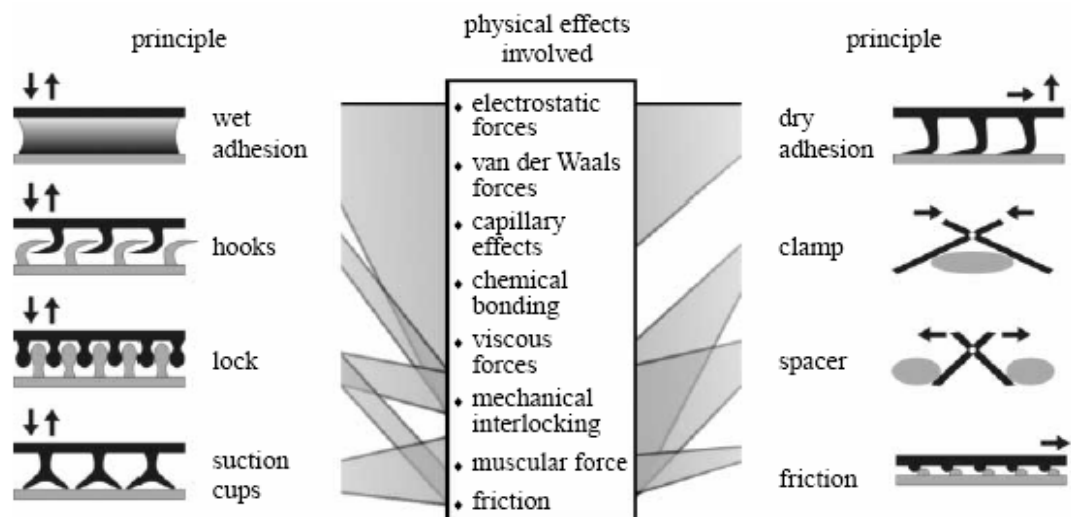 principle
wet
adhesion
hooks
lock
suction
cups
physical effects
involved
♦ electrostatic
forces
♦ van der Waals
forces
♦ capillary
effects
♦ chemical
bonding
♦ viscous
forces
♦ mechanical
interlocking
♦ muscular force
♦ friction
principle
dry
adhesion
clamp
spacer
friction